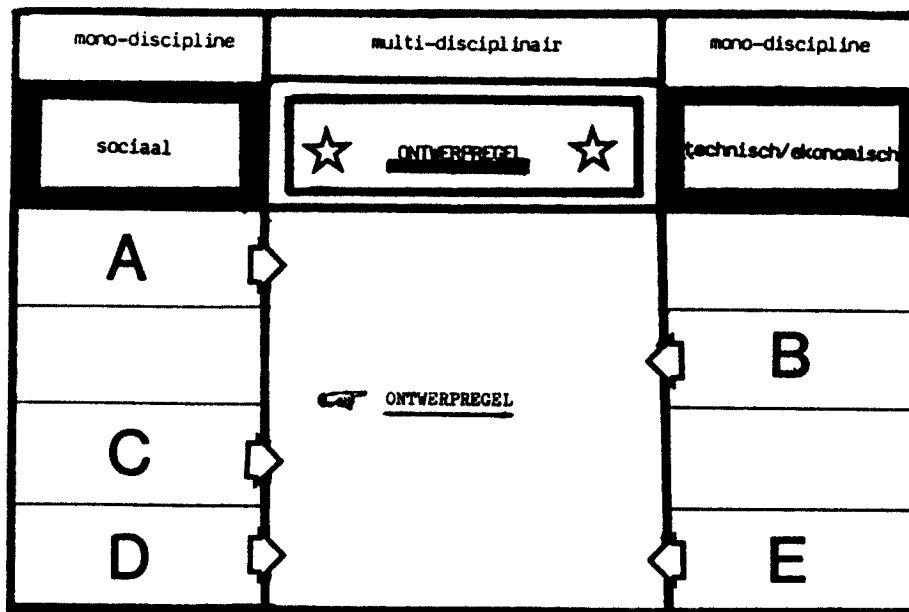 mono-discipline
multi-disciplinair
mono-discipline
sociaal
ONTWERPREGEL
technisch/ekonomisch
A
B
ONTWERPREGEL
C
D
E